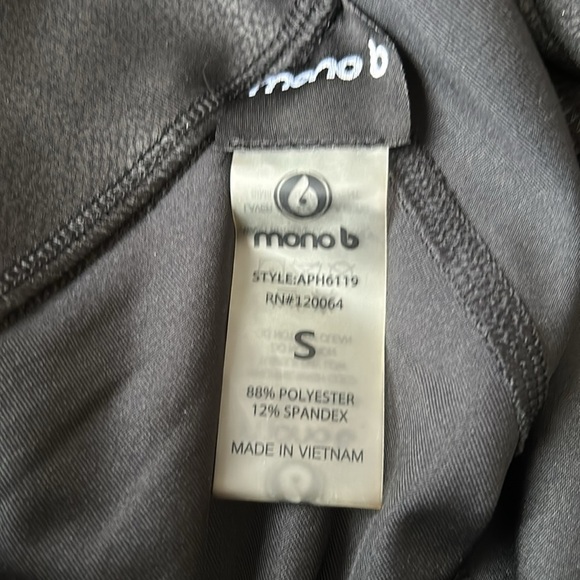 mono b
mono b
STYLE:APH6119
RN#120064
S
88% POLYESTER
12% SPANDEX
MADE IN VIETNAM